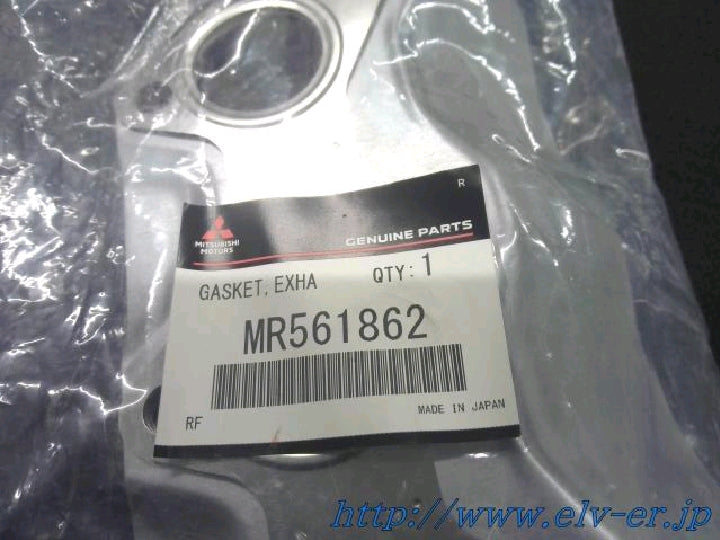 R
MITSUBISHI
MOTORS
GENUINE PARTS
GASKET, EXHA QTY: 1
MR561862
RF
MADE IN JAPAN
http://www.elv-er.jp